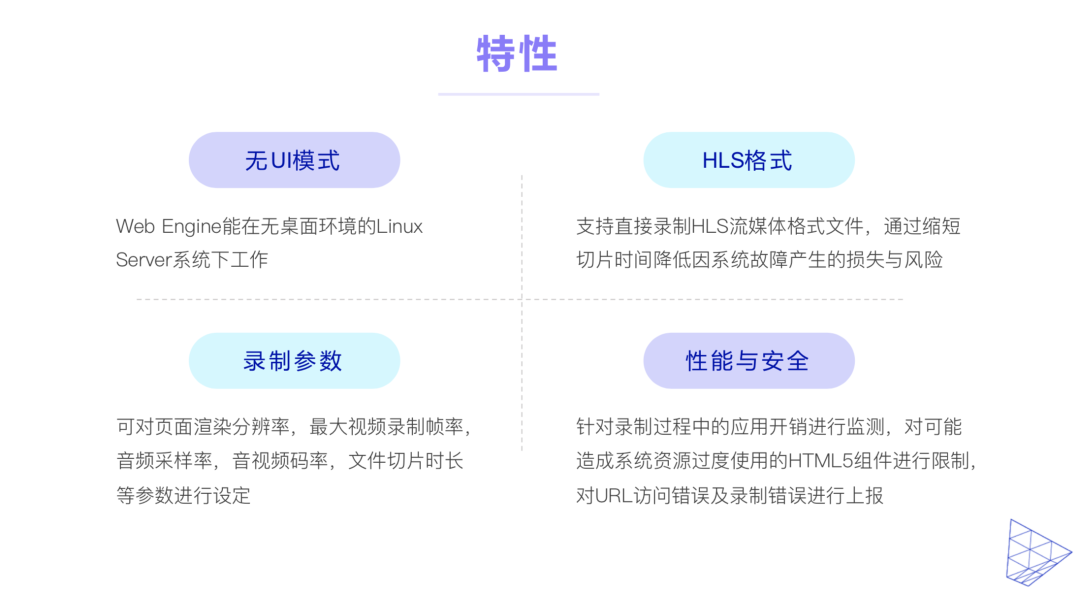 特性
无UI模式
Web Engine能在无桌面环境的Linux
Server系统下工作
HLS格式
支持直接录制HLS流媒体格式文件，通过缩短
切片时间降低因系统故障产生的损失与风险
录制参数
可对页面渲染分辨率，最大视频录制帧率，
音频采样率，音视频码率，文件切片时长
等参数进行设定
性能与安全
针对录制过程中的应用开销进行监测，对可能
造成系统资源过度使用的HTML5组件进行限制，
对URL访问错误及录制错误进行上报